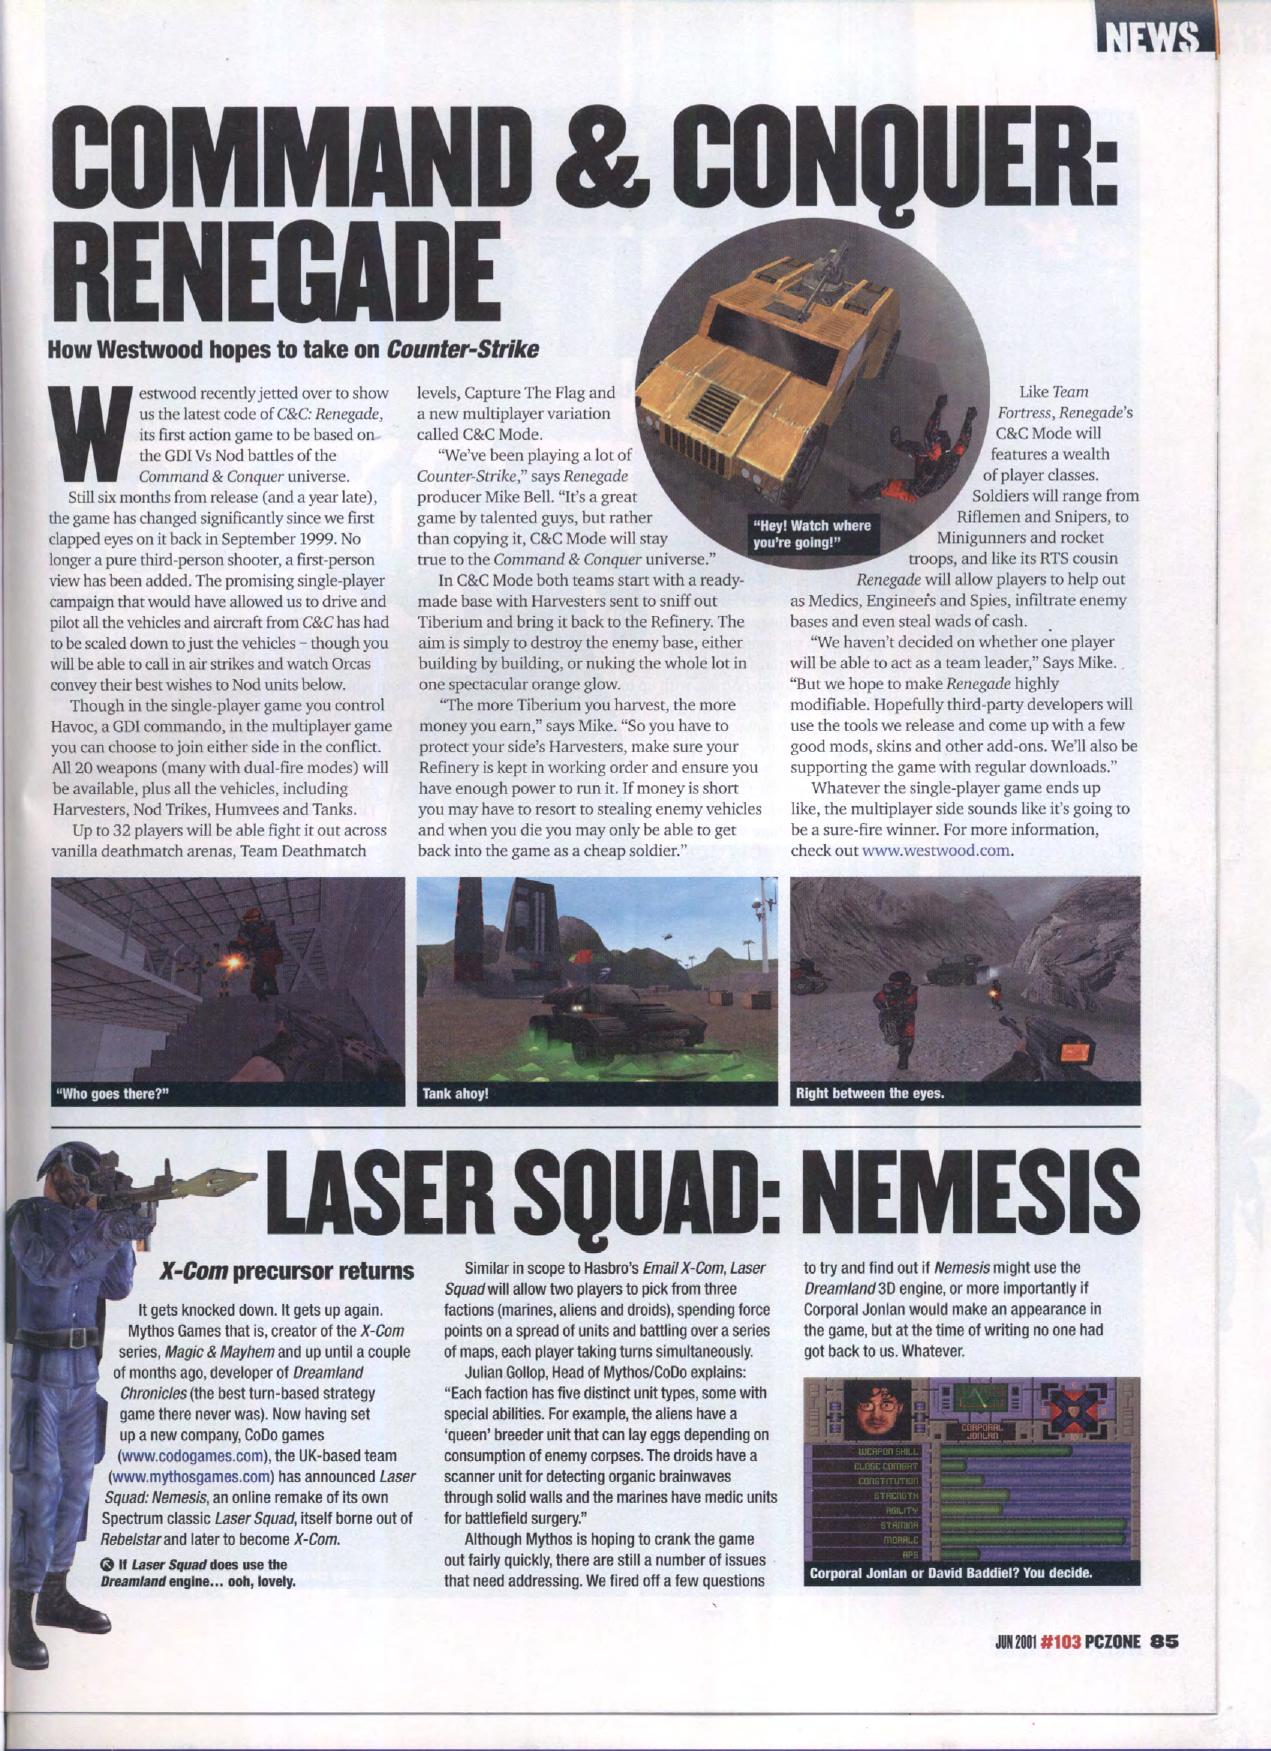 NEWS
COMMAND & CONQUER:
RENEGADE
How Westwood hopes to take on Counter-Strike
Westwood recently jetted over to show
us the latest code of C&C: Renegade,
its first action game to be based on
the GDI Vs Nod battles of the
Command & Conquer universe.
Still six months from release (and a year late),
the game has changed significantly since we first
clapped eyes on it back in September 1999. No
longer a pure third-person shooter, a first-person
view has been added. The promising single-player
campaign that would have allowed us to drive and
pilot all the vehicles and aircraft from C&C has had
to be scaled down to just the vehicles – though you
will be able to call in air strikes and watch Orcas
convey their best wishes to Nod units below.
Though in the single-player game you control
Havoc, a GDI commando, in the multiplayer game
you can choose to join either side in the conflict.
All 20 weapons (many with dual-fire modes) will
be available, plus all the vehicles, including
Harvesters, Nod Trikes, Humvees and Tanks.
Up to 32 players will be able fight it out across
vanilla deathmatch arenas, Team Deathmatch
levels, Capture The Flag and
a new multiplayer variation
called C&C Mode.
“We’ve been playing a lot of
Counter-Strike,” says Renegade
producer Mike Bell. “It’s a great
game by talented guys, but rather
than copying it, C&C Mode will stay
true to the Command & Conquer universe.”
In C&C Mode both teams start with a ready-
made base with Harvesters sent to sniff out
Tiberium and bring it back to the Refinery. The
aim is simply to destroy the enemy base, either
building by building, or nuking the whole lot in
one spectacular orange glow.
“The more Tiberium you harvest, the more
money you earn,” says Mike. “So you have to
protect your side’s Harvesters, make sure your
Refinery is kept in working order and ensure you
have enough power to run it. If money is short
you may have to resort to stealing enemy vehicles
and when you die you may only be able to get
back into the game as a cheap soldier.”
“Hey! Watch where
you’re going!”
Like Team
Fortress, Renegade’s
C&C Mode will
features a wealth
of player classes.
Soldiers will range from
Riflemen and Snipers, to
Minigunners and rocket
troops, and like its RTS cousin
Renegade will allow players to help out
as Medics, Engineers and Spies, infiltrate enemy
bases and even steal wads of cash.
“We haven’t decided on whether one player
will be able to act as a team leader,” Says Mike.
“But we hope to make Renegade highly
modifiable. Hopefully third-party developers will
use the tools we release and come up with a few
good mods, skins and other add-ons. We’ll also be
supporting the game with regular downloads.”
Whatever the single-player game ends up
like, the multiplayer side sounds like it’s going to
be a sure-fire winner. For more information,
check out www.westwood.com.
“Who goes there?”
Tank ahoy!
Right between the eyes.
LASER SQUAD: NEMESIS
X-Com precursor returns
It gets knocked down. It gets up again.
Mythos Games that is, creator of the X-Com
series, Magic & Mayhem and up until a couple
of months ago, developer of Dreamland
Chronicles (the best turn-based strategy
game there never was). Now having set
up a new company, CoDo games
(www.codogames.com), the UK-based team
(www.mythosgames.com) has announced Laser
Squad: Nemesis, an online remake of its own
Spectrum classic Laser Squad, itself borne out of
Rebelstar and later to become X-Com.
If Laser Squad does use the
Dreamland engine... ooh, lovely.
Similar in scope to Hasbro’s Email X-Com, Laser
Squad will allow two players to pick from three
factions (marines, aliens and droids), spending force
points on a spread of units and battling over a series
of maps, each player taking turns simultaneously.
Julian Gollop, Head of Mythos/CoDo explains:
“Each faction has five distinct unit types, some with
special abilities. For example, the aliens have a
‘queen’ breeder unit that can lay eggs depending on
consumption of enemy corpses. The droids have a
scanner unit for detecting organic brainwaves
through solid walls and the marines have medic units
for battlefield surgery.”
Although Mythos is hoping to crank the game
out fairly quickly, there are still a number of issues
that need addressing. We fired off a few questions
to try and find out if Nemesis might use the
Dreamland 3D engine, or more importantly if
Corporal Jonlan would make an appearance in
the game, but at the time of writing no one had
got back to us. Whatever.
CORPORAL
JONLAN
WEAPON SKILL
CLOSE COMBAT
CONSTITUTION
STRENGTH
AGILITY
STAMINA
MORALE
APS
Corporal Jonlan or David Baddiel? You decide.
JUN 2001 #103 PCZONE 85